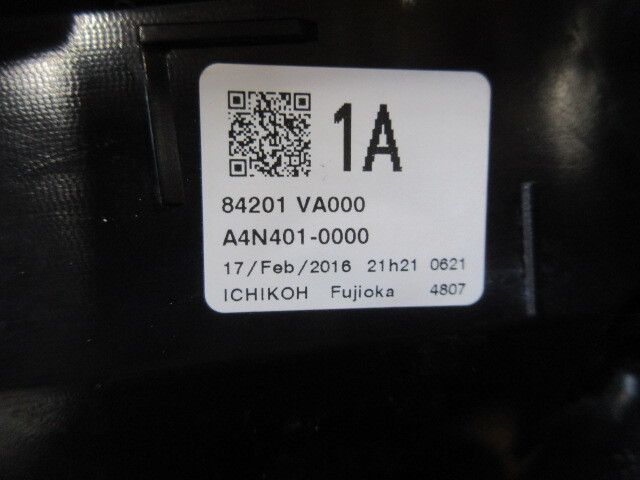 1A
84201 VA000
A4N401-0000
17/Feb/2016 21h21 0621
ICHIKOH Fujioka 4807